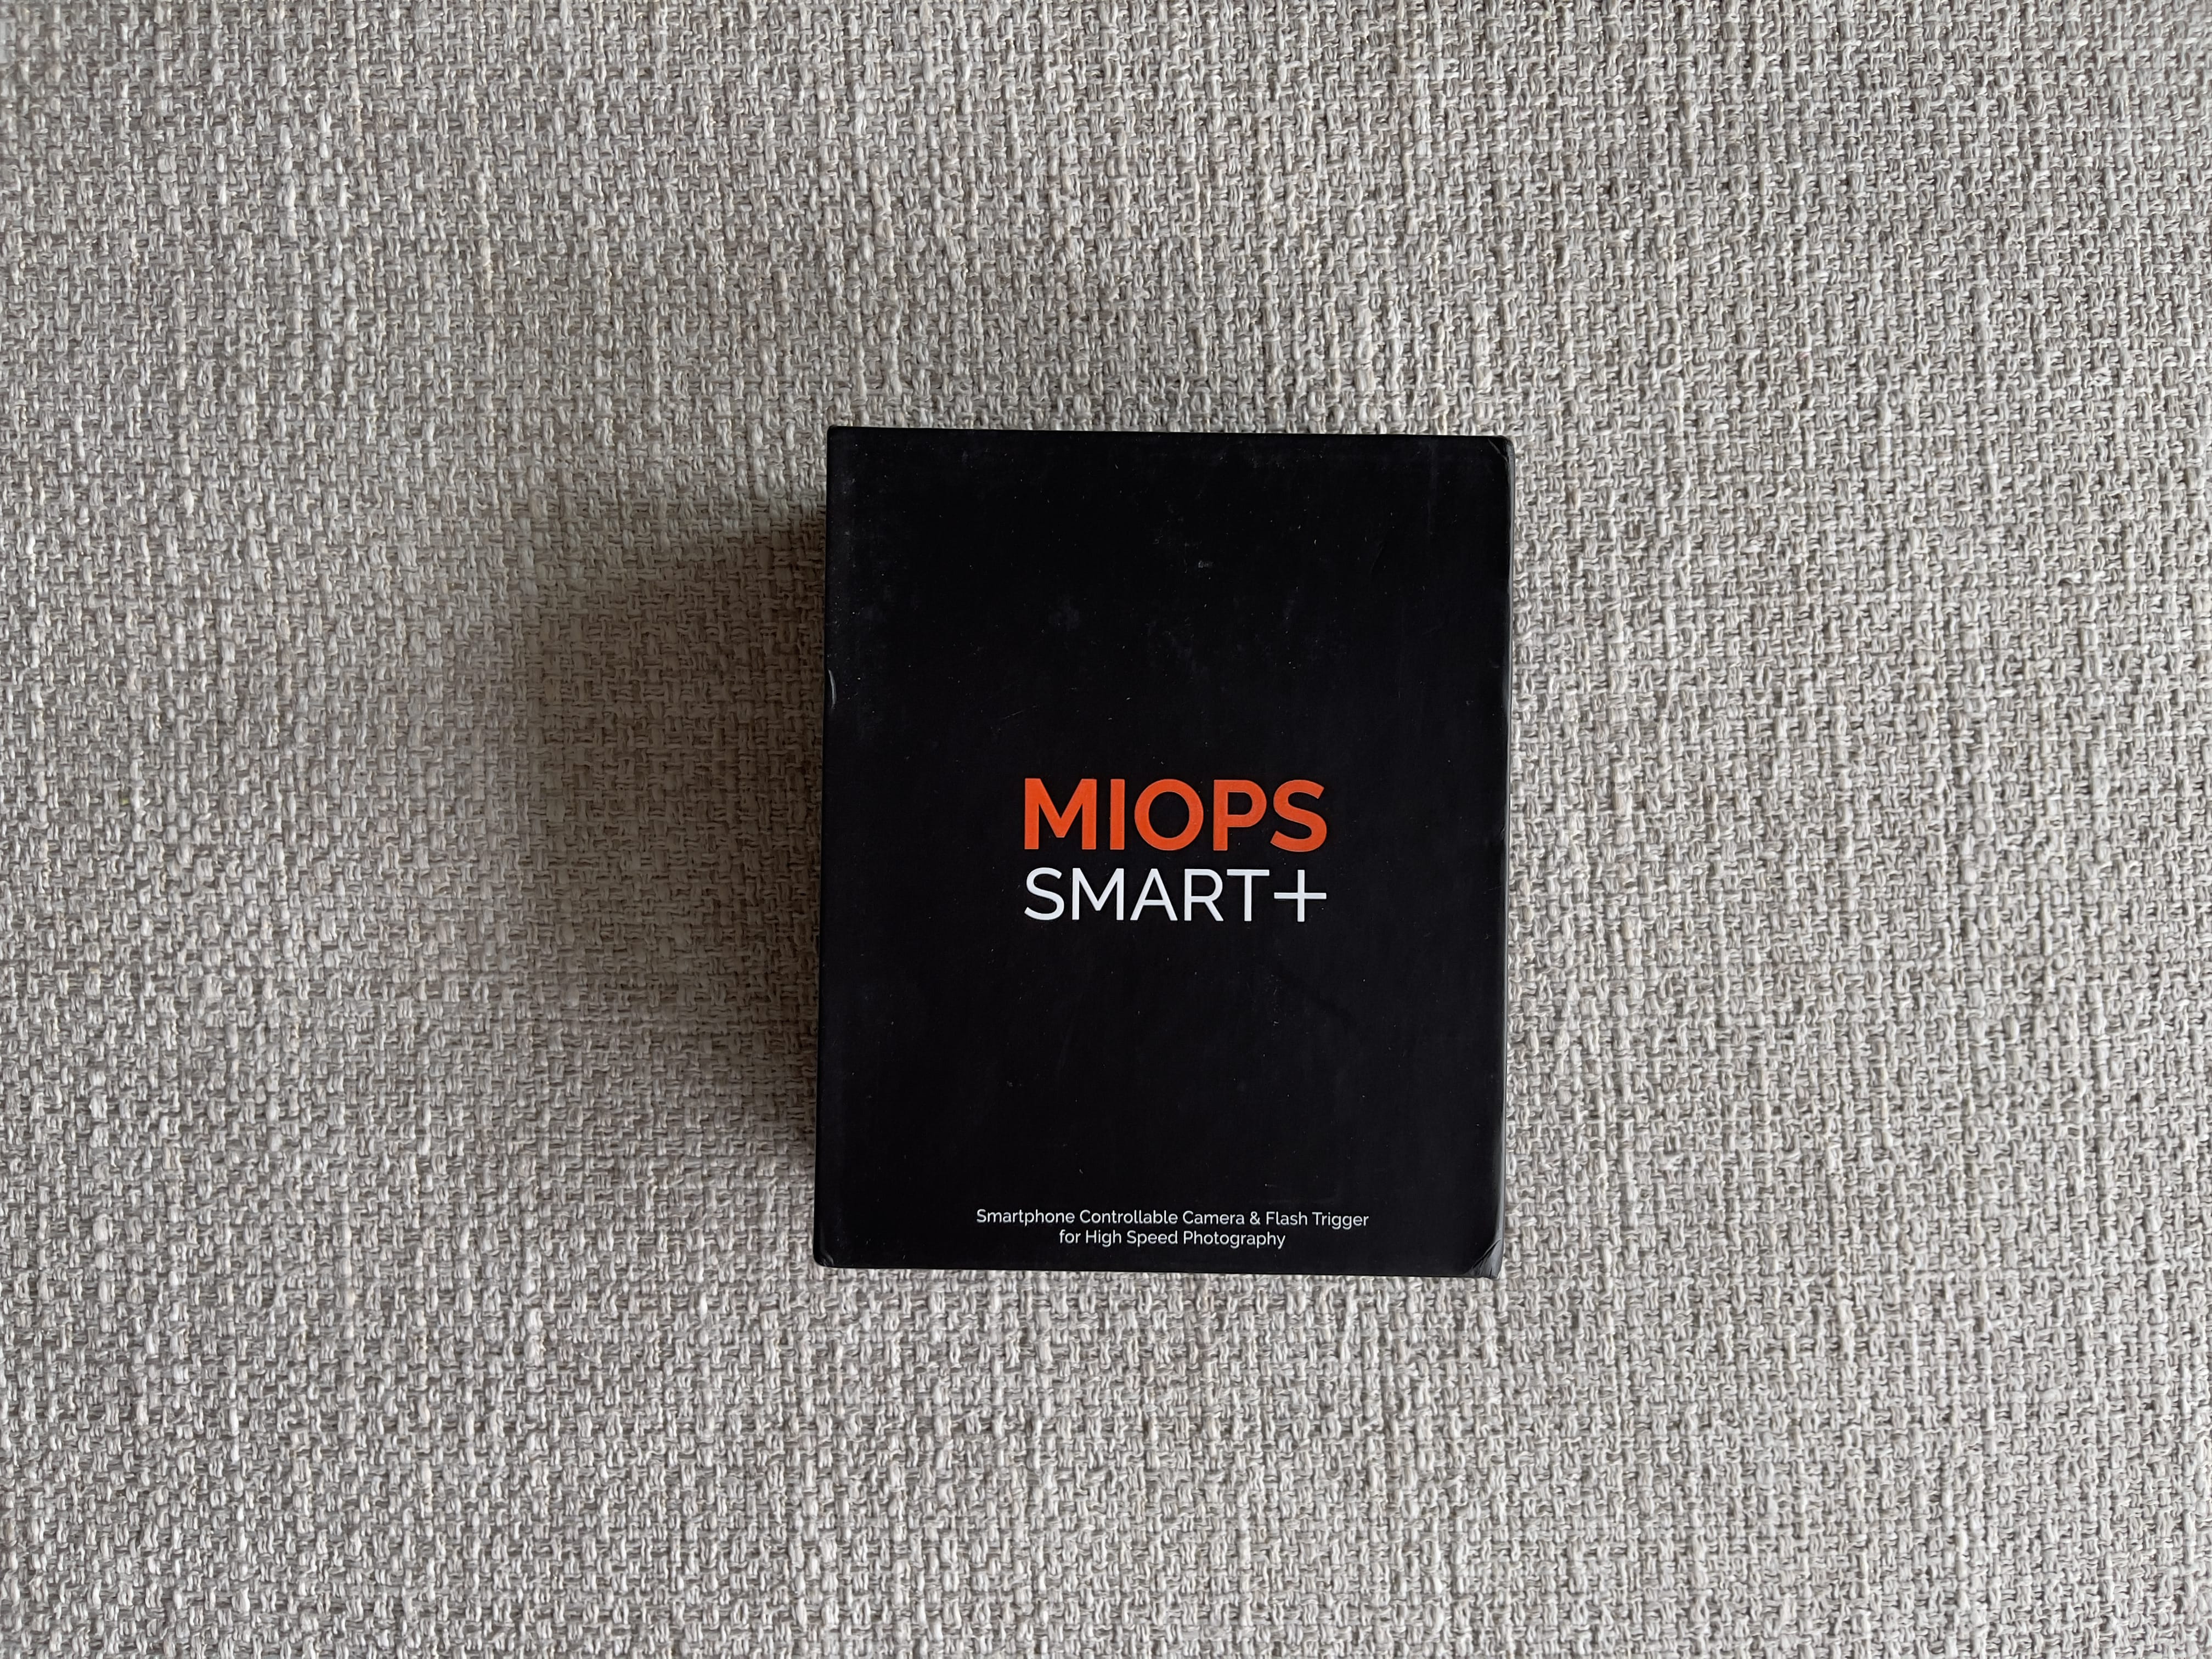 MIOPS
SMART+
Smartphone Controllable Camera & Flash Trigger
for High Speed Photography